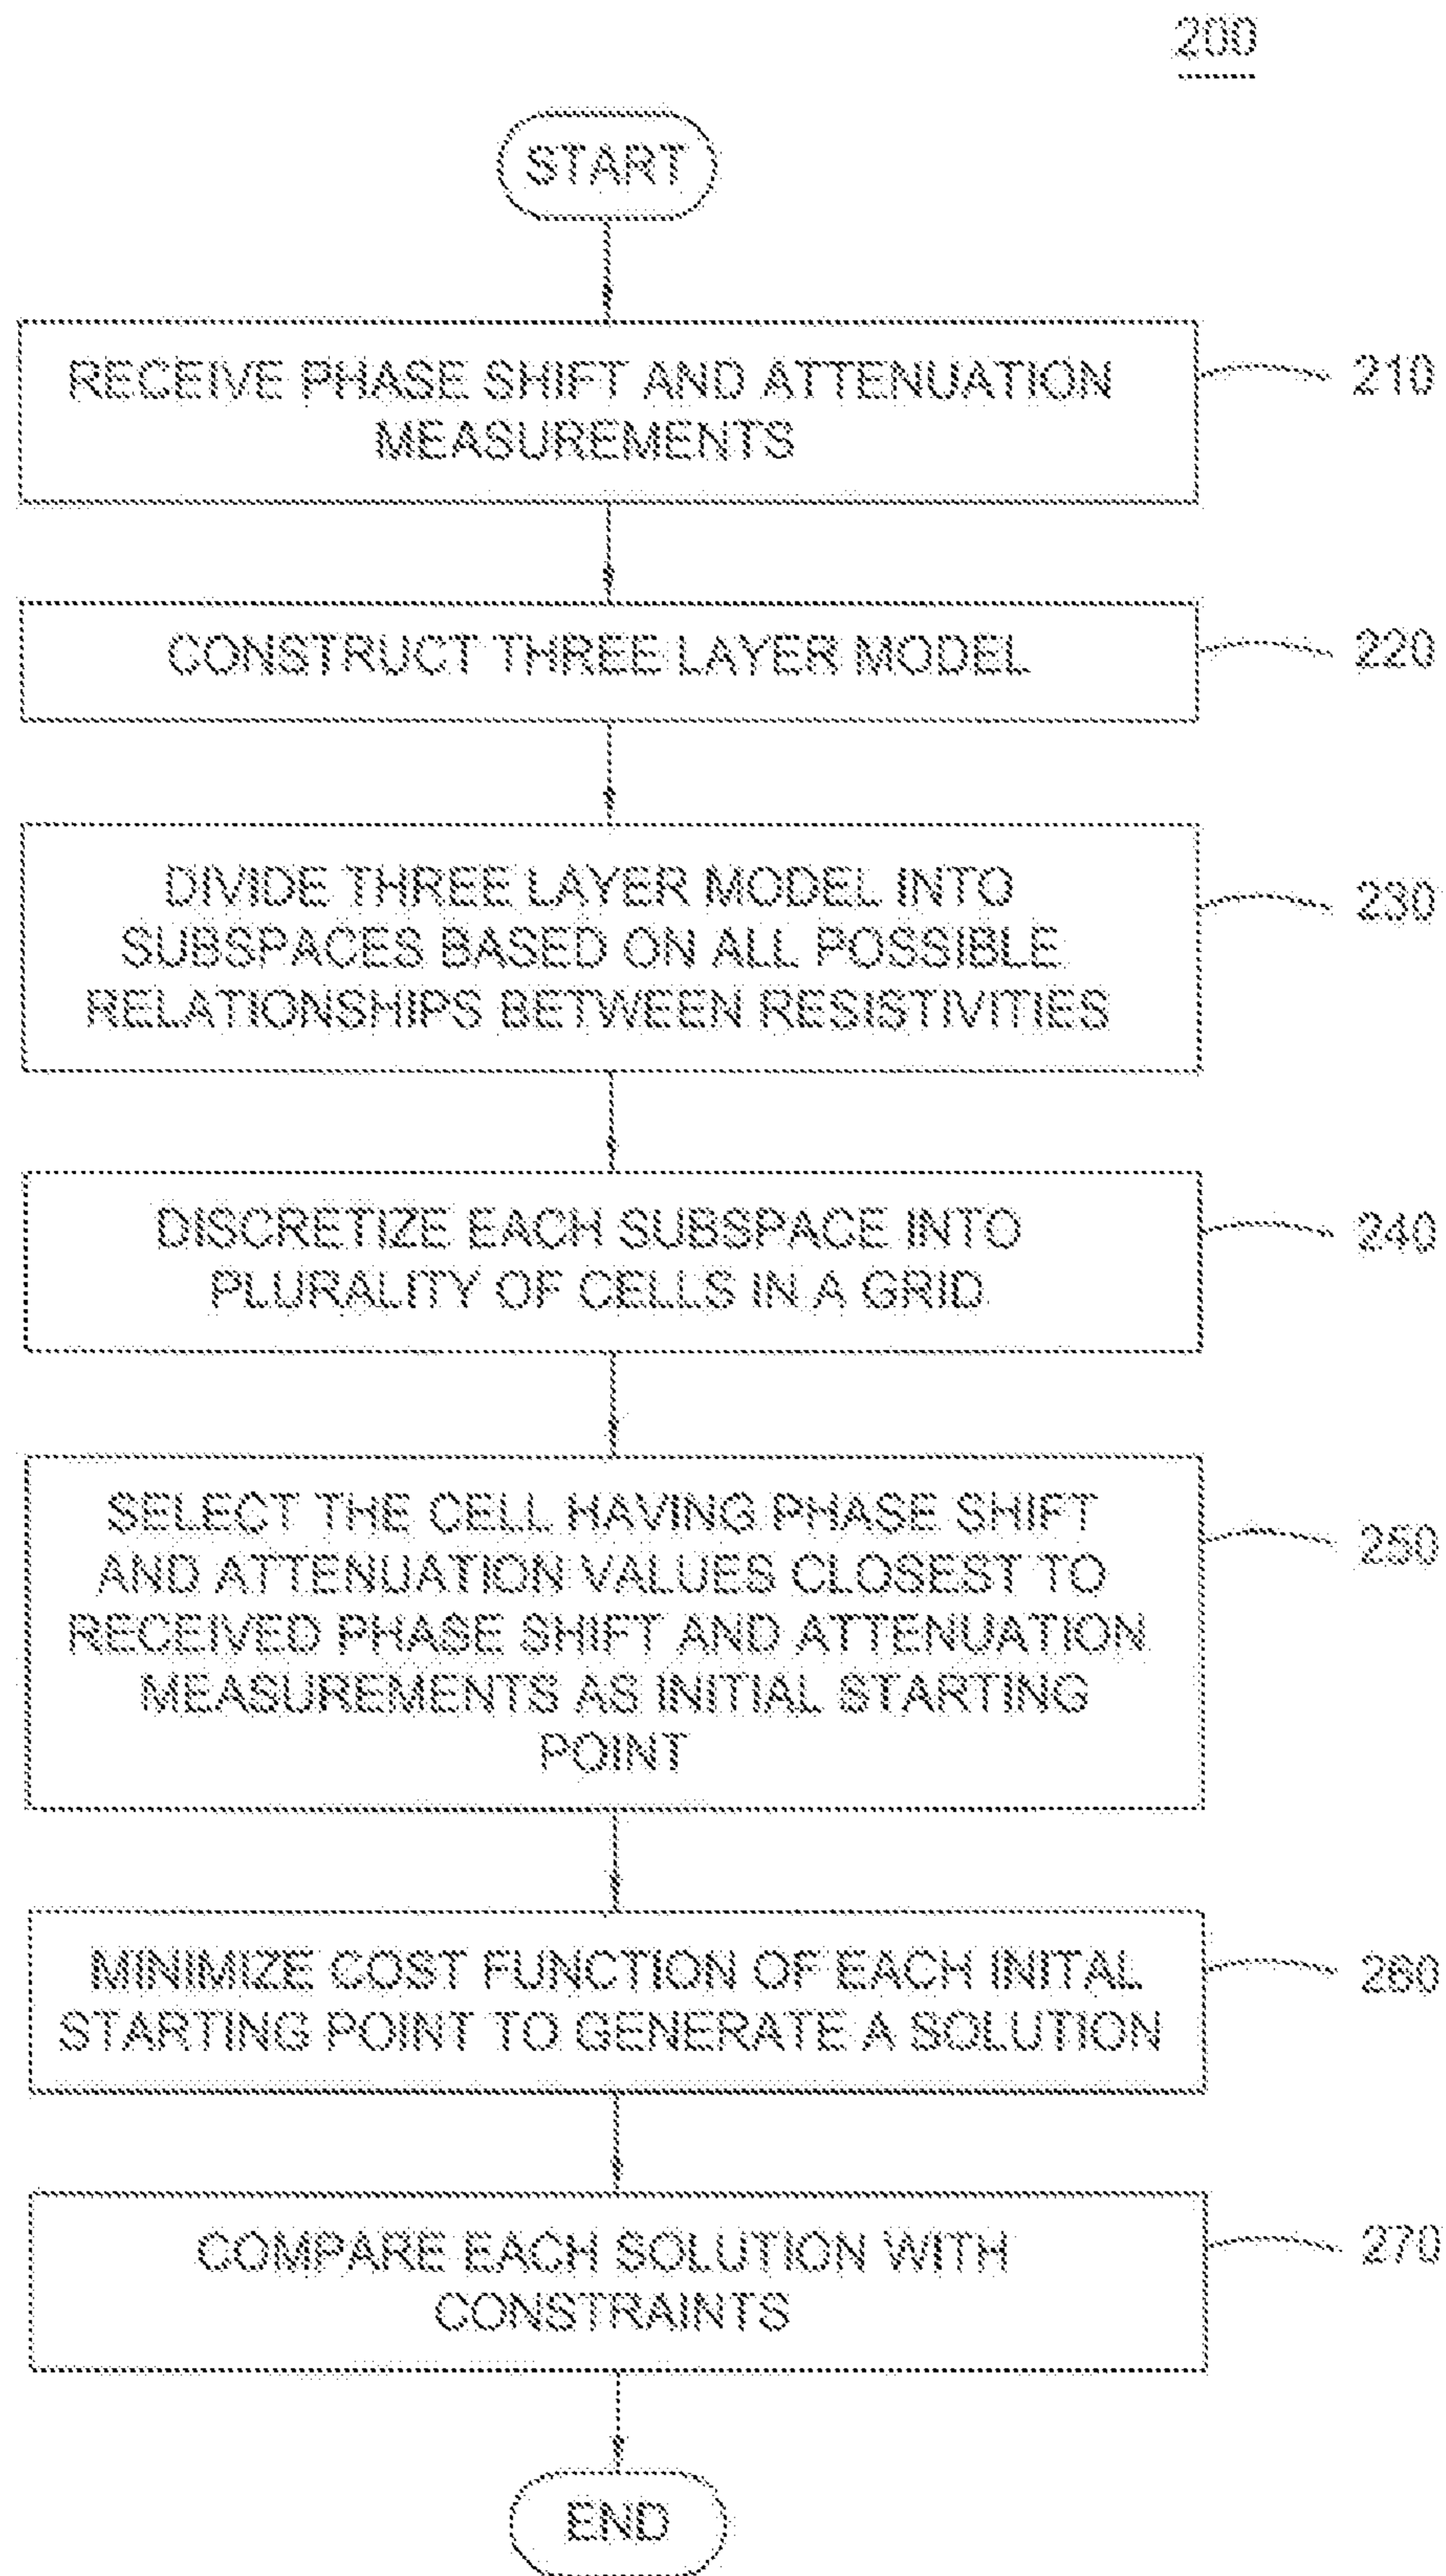 200
START
RECEIVE PHASE SHIFT AND ATTENUATION
MEASUREMENTS
210
CONSTRUCT THREE LAYER MODEL
220
DIVIDE THREE LAYER MODEL INTO
SUBSPACES BASED ON ALL POSSIBLE
RELATIONSHIPS BETWEEN RESISTIVITIES
230
DISCRETIZE EACH SUBSPACE INTO
PLURALITY OF CELLS IN A GRID
240
SELECT THE CELL HAVING PHASE SHIFT
AND ATTENUATION VALUES CLOSEST TO
RECEIVED PHASE SHIFT AND ATTENUATION
MEASUREMENTS AS INITIAL STARTING
POINT
250
MINIMIZE COST FUNCTION OF EACH INITAL
STARTING POINT TO GENERATE A SOLUTION
260
COMPARE EACH SOLUTION WITH
CONSTRAINTS
270
END